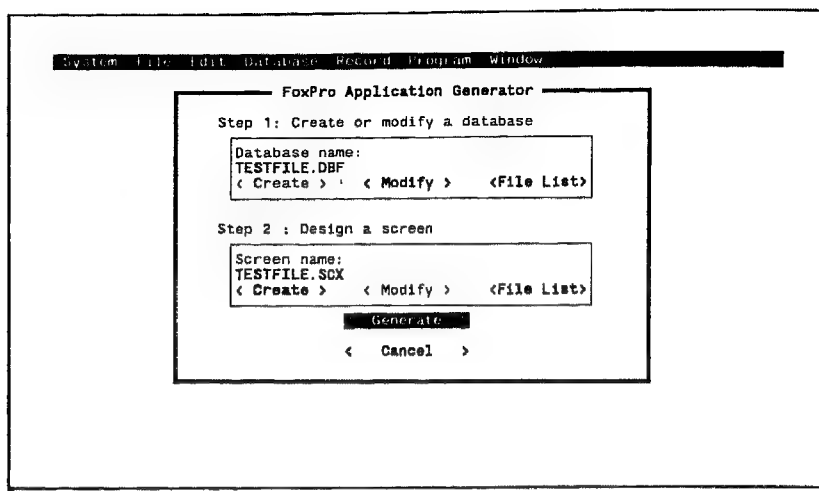 System File Edit Database Record Program Window
FoxPro Application Generator
Step 1: Create or modify a database
Database name:
TESTFILE.DBF
< Create > < Modify > <File List>
Step 2 : Design a screen
Screen name:
TESTFILE.SCX
< Create > < Modify > <File List>
Generate
< Cancel >